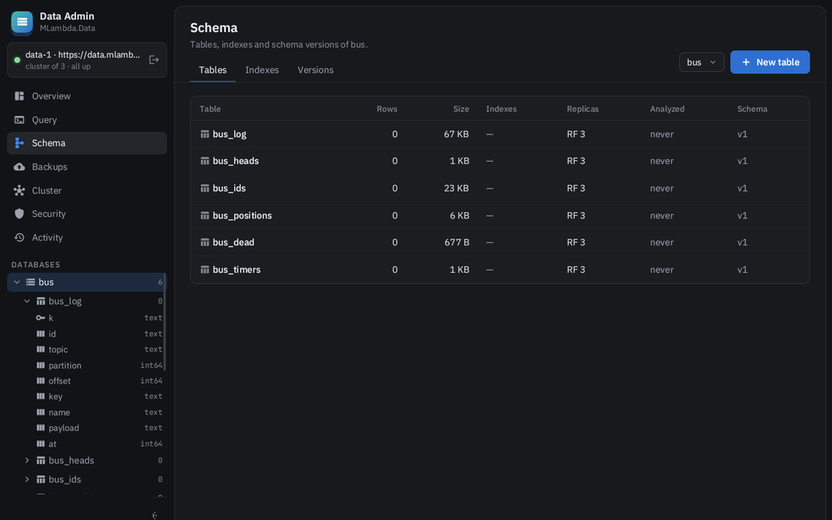 Data Admin
MLambda.Data
data-1 · https://data.mlamb...
cluster of 3 · all up
Overview
Query
Schema
Backups
Cluster
Security
Activity
DATABASES
bus 6
bus_log 0
k text
id text
topic text
partition int64
offset int64
key text
name text
payload text
at int64
bus_heads 0
bus_ids 0
Schema
Tables, indexes and schema versions of bus.
Tables Indexes Versions
bus
+ New table
Table Rows Size Indexes Replicas Analyzed Schema
bus_log 0 67 KB — RF 3 never v1
bus_heads 0 1 KB — RF 3 never v1
bus_ids 0 23 KB — RF 3 never v1
bus_positions 0 6 KB — RF 3 never v1
bus_dead 0 677 B — RF 3 never v1
bus_timers 0 1 KB — RF 3 never v1